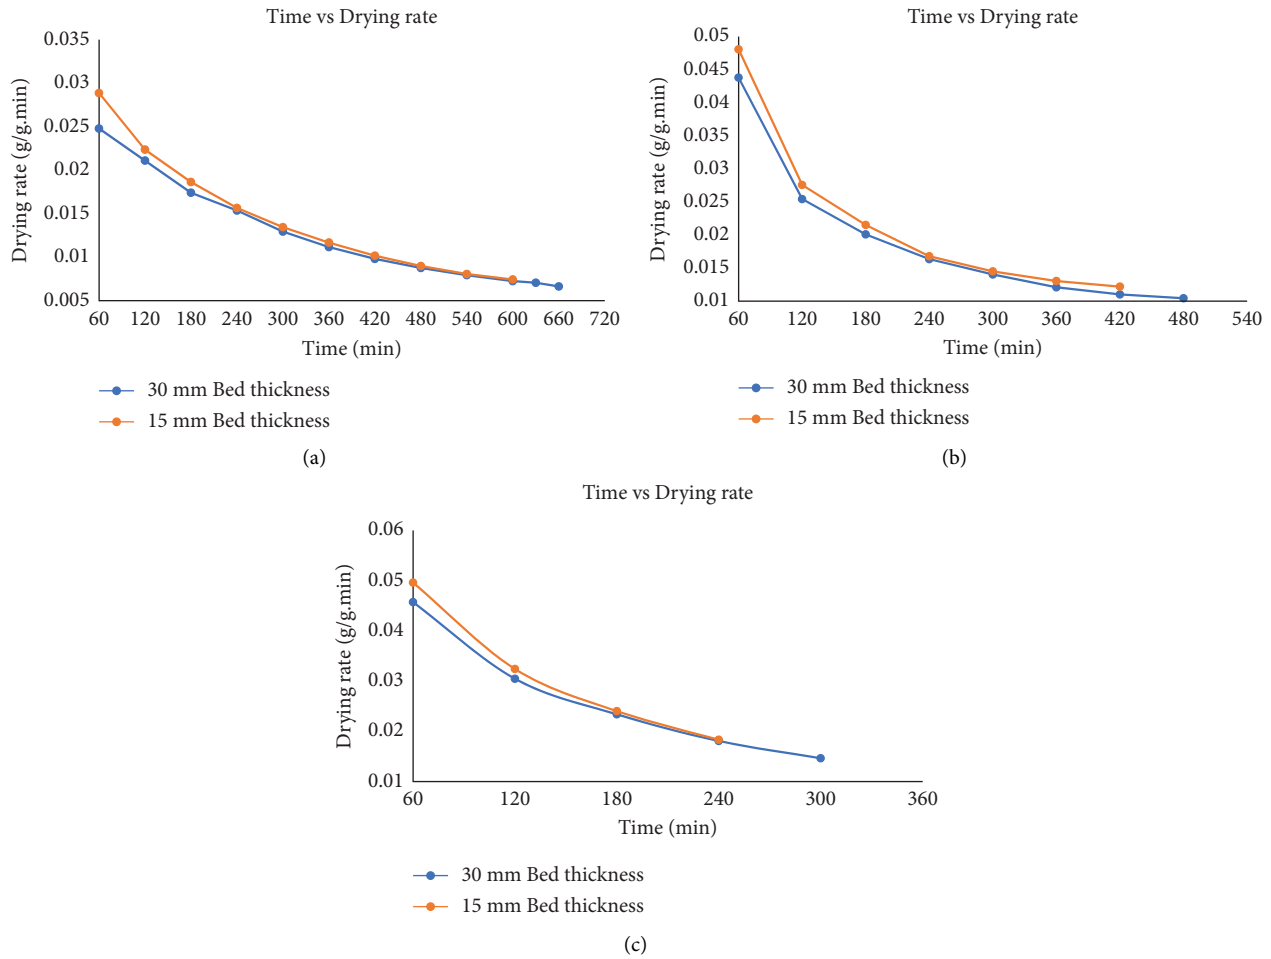 Time vs Drying rate
0.035
0.03
0.025
0.02
0.015
0.01
0.005
Drying rate (g/g.min)
60 120 180 240 300 360 420 480 540 600 660 720
Time (min)
30 mm Bed thickness
15 mm Bed thickness
(a)
Time vs Drying rate
0.05
0.045
0.04
0.035
0.03
0.025
0.02
0.015
0.01
Drying rate (g/g.min)
60 120 180 240 300 360 420 480 540
Time (min)
30 mm Bed thickness
15 mm Bed thickness
(b)
Time vs Drying rate
0.06
0.05
0.04
0.03
0.02
0.01
Drying rate (g/g.min)
60 120 180 240 300 360
Time (min)
30 mm Bed thickness
15 mm Bed thickness
(c)